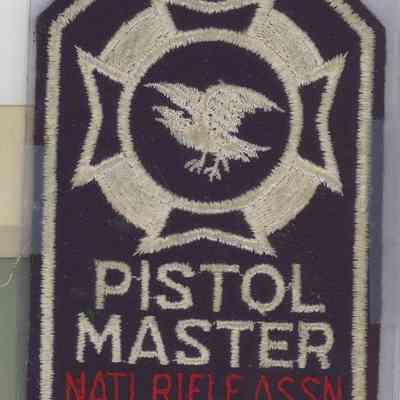 PISTOL
MASTER
NATL RIFLE ASSN